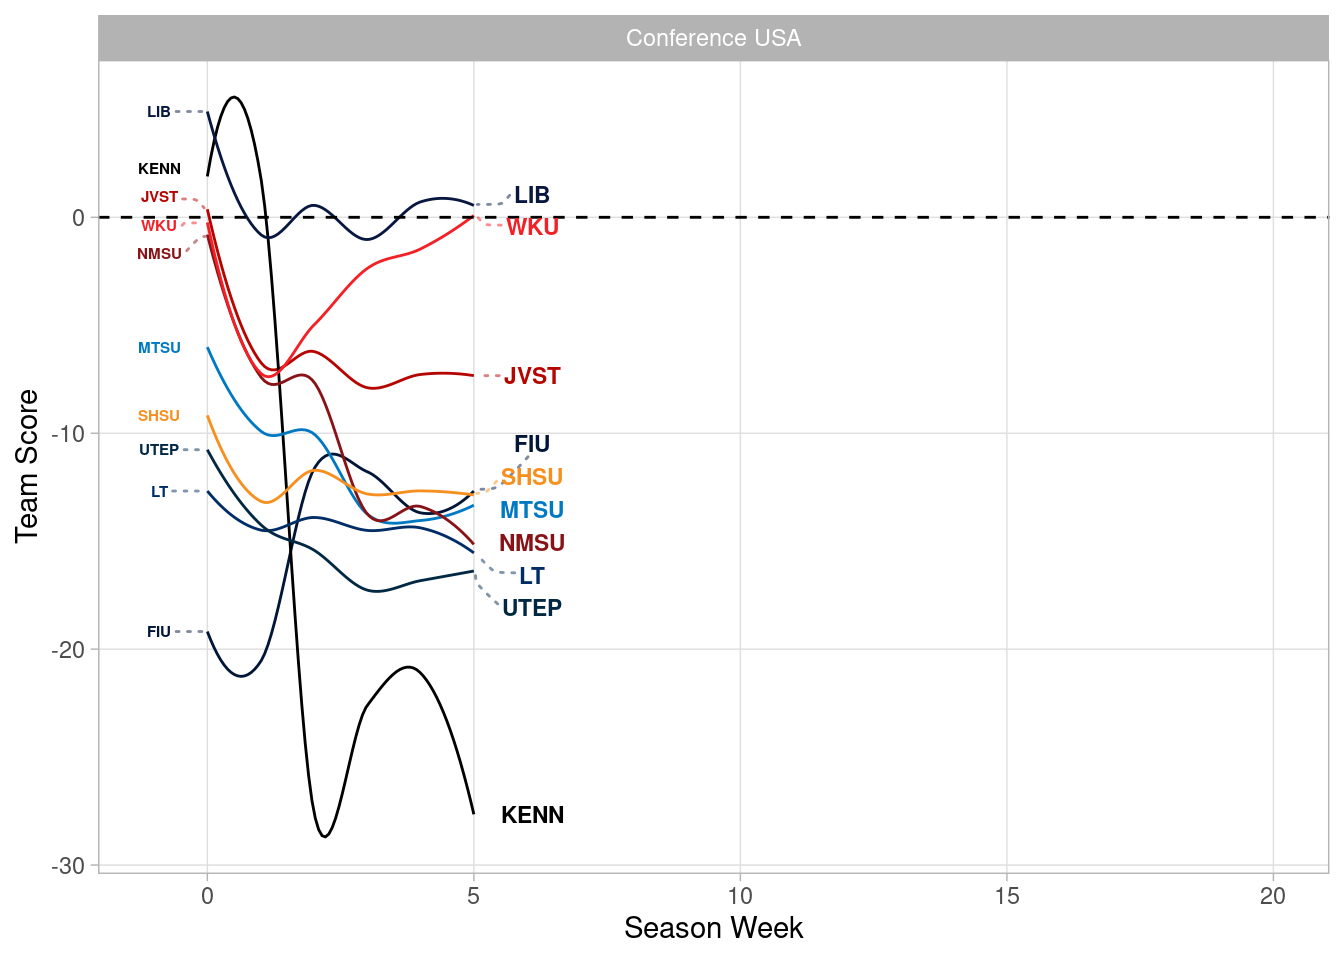 Conference USA
LIB
KENN
JVST
WKU
NMSU
MTSU
SHSU
UTEP
LT
FIU
LIB
WKU
JVST
FIU
SHSU
MTSU
NMSU
LT
UTEP
KENN
0
-10
-20
-30
Team Score
0 5 10 15 20
Season Week